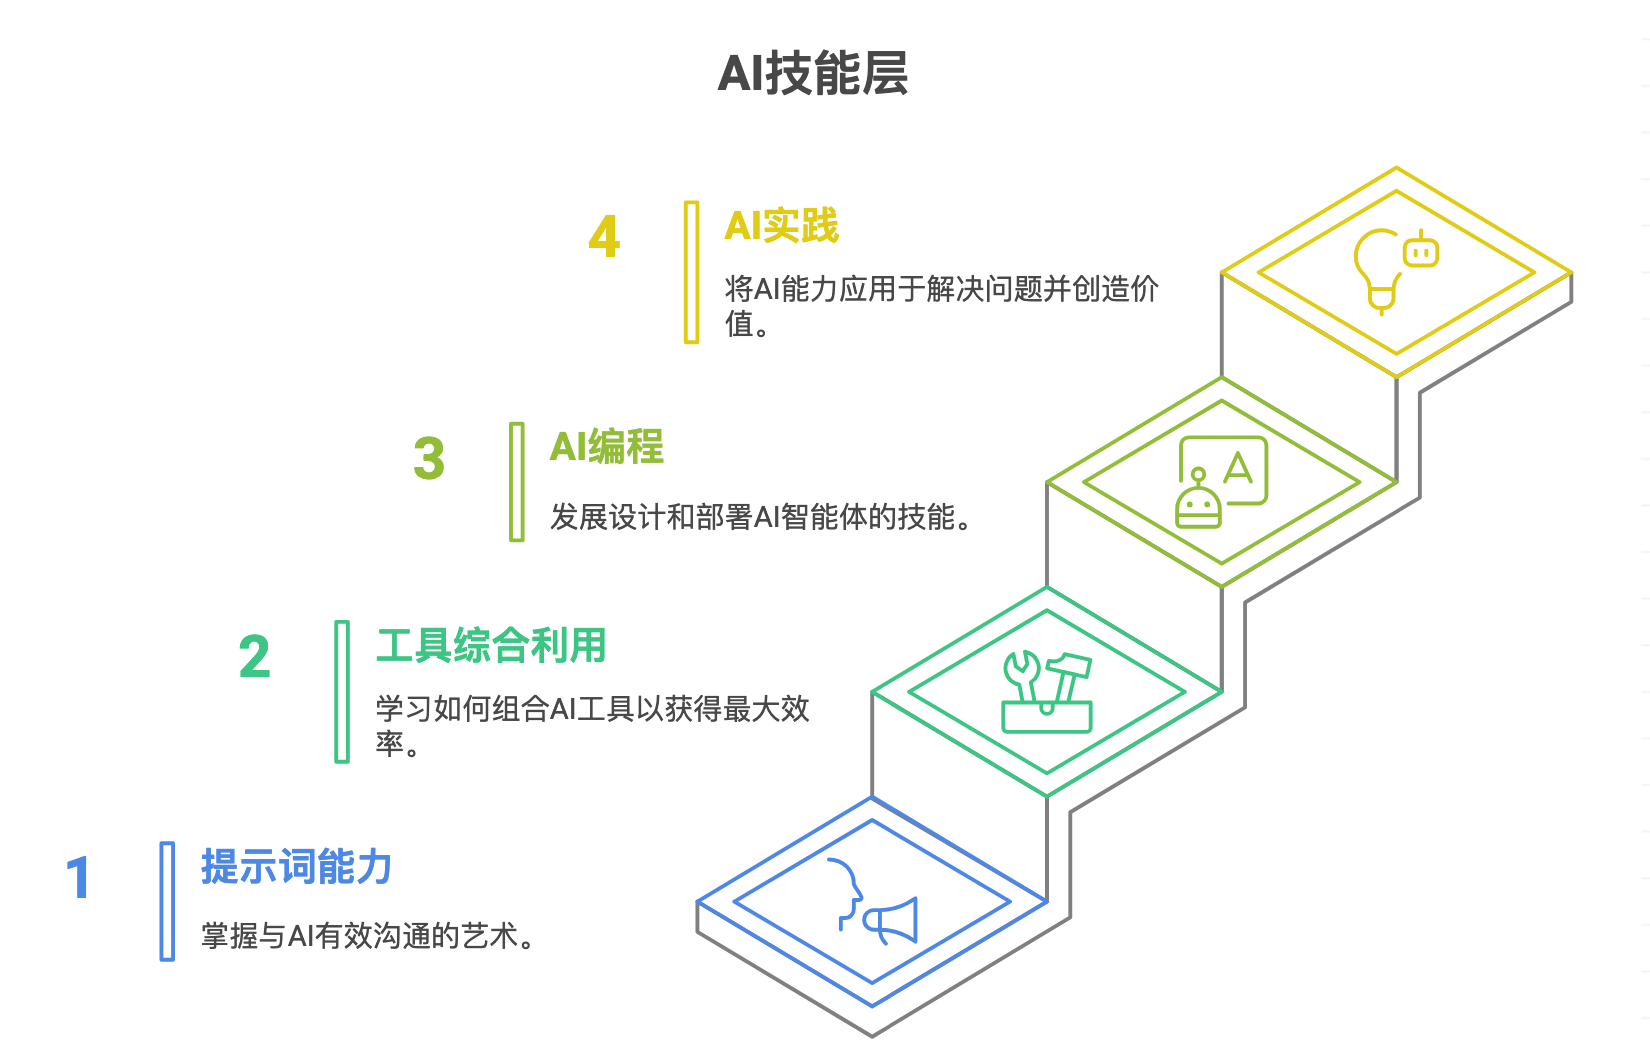 AI技能层
4
AI实践
将AI能力应用于解决问题并创造价
值。
3
AI编程
发展设计和部署AI智能体的技能。
2
工具综合利用
学习如何组合AI工具以获得最大效
率。
1
提示词能力
掌握与AI有效沟通的艺术。
A